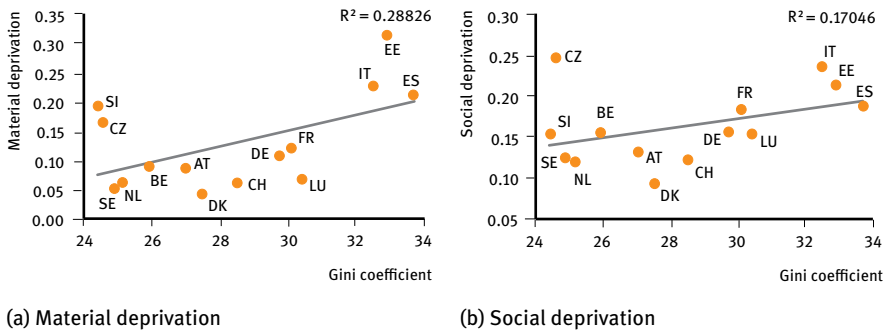 R² = 0.28826
Material deprivation
0.35
0.30
0.25
0.20
0.15
0.10
0.05
0.00
EE
IT
ES
SI
CZ
FR
DE
BE
AT
CH
LU
SE
NL
DK
24 26 28 30 32 34
Gini coefficient
(a) Material deprivation
R² = 0.17046
Social deprivation
0.30
0.25
0.20
0.15
0.10
0.05
CZ
IT
EE
ES
FR
SI
BE
DE
LU
SE
NL
AT
CH
DK
24 26 28 30 32 34
Gini coefficient
(b) Social deprivation